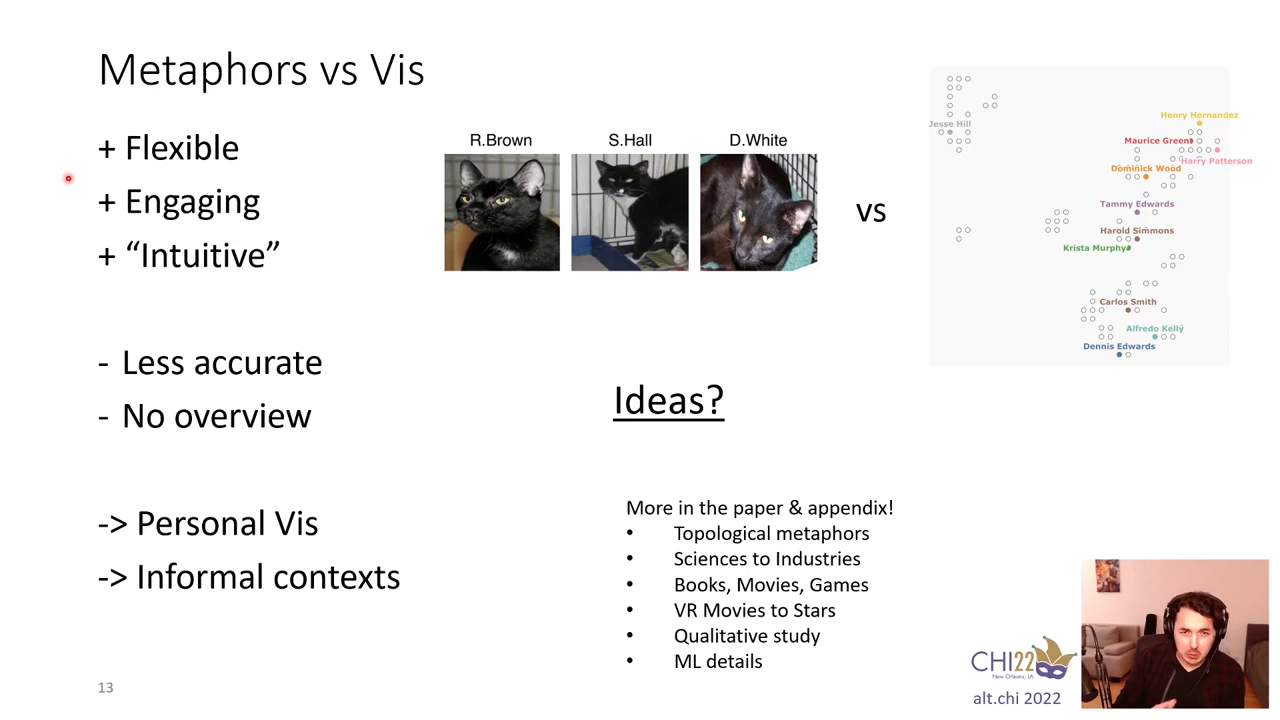 Metaphors vs Vis
+ Flexible
+ Engaging
+ “Intuitive”
- Less accurate
- No overview
-> Personal Vis
-> Informal contexts
R.Brown
S.Hall
D.White
vs
Jesse Hill
Henry Hernandez
Maurice Green
Harry Patterson
Dominick Wood
Tammy Edwards
Harold Simmons
Krista Murphy
Carlos Smith
Alfredo Kelly
Dennis Edwards
Ideas?
More in the paper & appendix!
• Topological metaphors
• Sciences to Industries
• Books, Movies, Games
• VR Movies to Stars
• Qualitative study
• ML details
CHI22
New Orleans, LA
alt.chi 2022
13